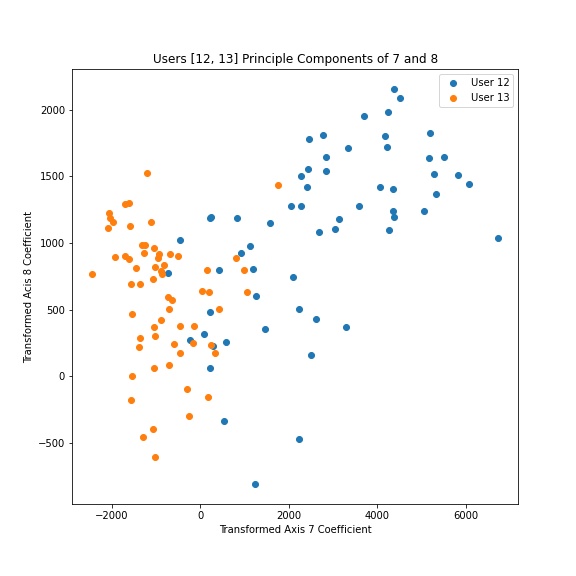 Users [12, 13] Principle Components of 7 and 8
User 12
User 13
Transformed Acis 8 Coefficient
2000
1500
1000
500
0
−500
−2000
0
2000
4000
6000
Transformed Axis 7 Coefficient